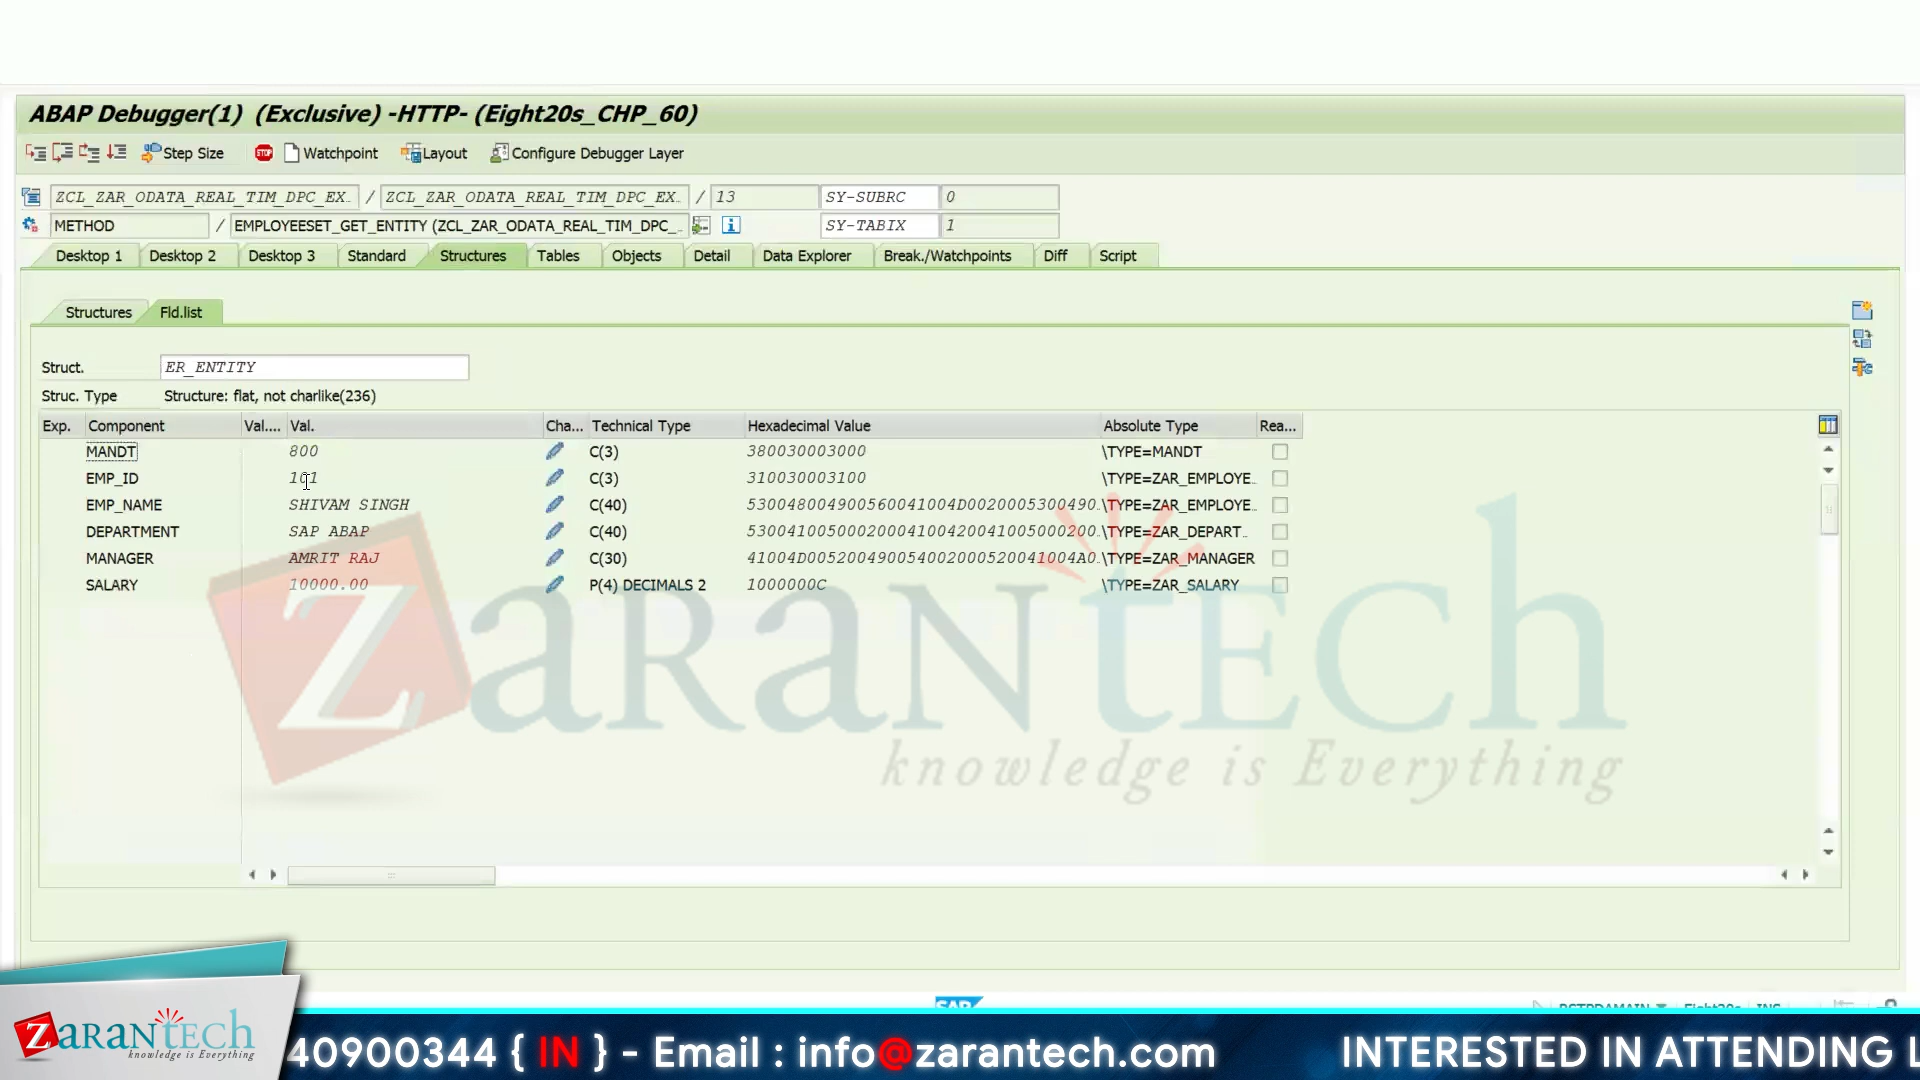 ABAP Debugger(1) (Exclusive) -HTTP- (Eight20s_CHP_60)
Step Size STOP Watchpoint Layout Configure Debugger Layer
ZCL_ZAR_ODATA_REAL_TIM_DPC_EX. / ZCL_ZAR_ODATA_REAL_TIM_DPC_EX. / 13 SY-SUBRC 0
METHOD / EMPLOYEESET_GET_ENTITY (ZCL_ZAR_ODATA_REAL_TIM_DPC_.. SY-TABIX 1
Desktop 1 Desktop 2 Desktop 3 Standard Structures Tables Objects Detail Data Explorer Break./Watchpoints Diff Script
Structures Fld.list
Struct. ER_ENTITY
Struc. Type Structure: flat, not charlike(236)
Exp. Component Val.... Val. Cha... Technical Type Hexadecimal Value Absolute Type Rea...
MANDT 800 C(3) 380030003000 \TYPE=MANDT
EMP_ID 101 C(3) 310030003100 \TYPE=ZAR_EMPLOYE..
EMP_NAME SHIVAM SINGH C(40) 530048004900560041004D0020005300490.. \TYPE=ZAR_EMPLOYE..
DEPARTMENT SAP ABAP C(40) 53004100500020004100420041005000200.. \TYPE=ZAR_DEPART..
MANAGER AMRIT RAJ C(30) 41004D005200490054002000520041004A0.. \TYPE=ZAR_MANAGER
SALARY 10000.00 P(4) DECIMALS 2 1000000C \TYPE=ZAR_SALARY
ZaranTech
knowledge is Everything
SAP
ZaranTech
knowledge is Everything
40900344 { IN } - Email : info@zarantech.com INTERESTED IN ATTENDING L